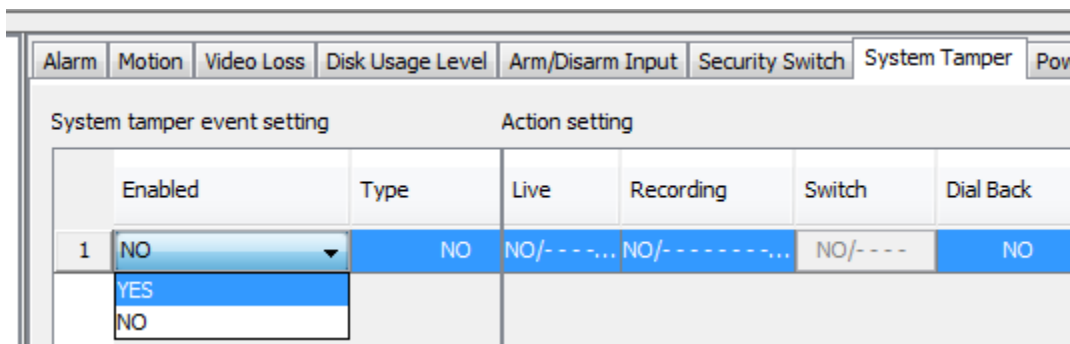 Alarm Motion Video Loss Disk Usage Level Arm/Disarm Input Security Switch System Tamper Pow
System tamper event setting Action setting
Enabled Type Live Recording Switch Dial Back
1 NO NO NO/- - - -... NO/- - - - - - - -... NO/- - - - NO
YES
NO